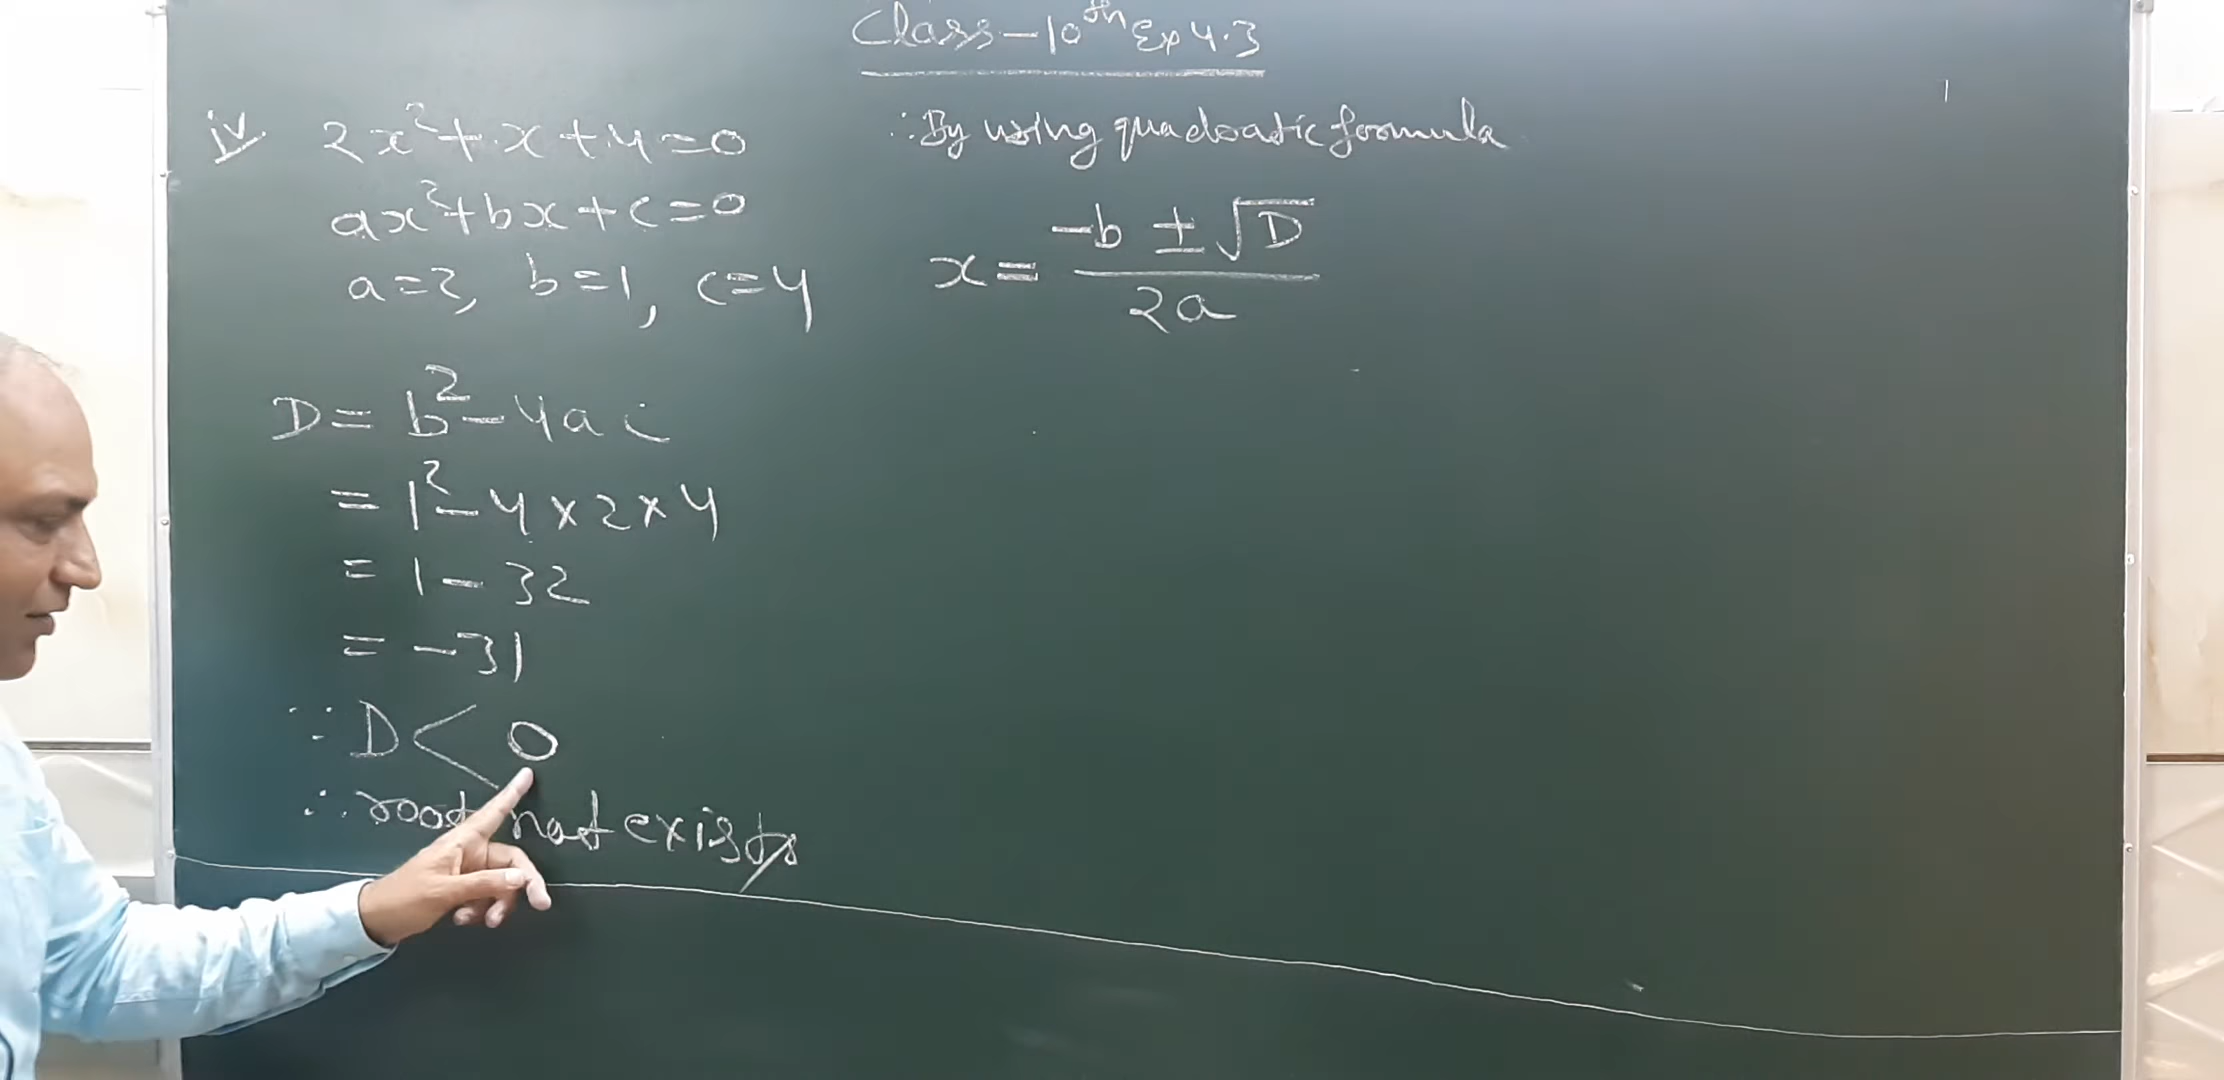 Class-10th Ex 4.3
iv 2x²+x+4=0
ax²+bx+c=0
a=2, b=1, c=4
D= b²-4ac
= 1²-4×2×4
= 1-32
= -31
∵ D < 0
∴ root not exists
∴ By using quadratic formula
x= -b ± √D / 2a